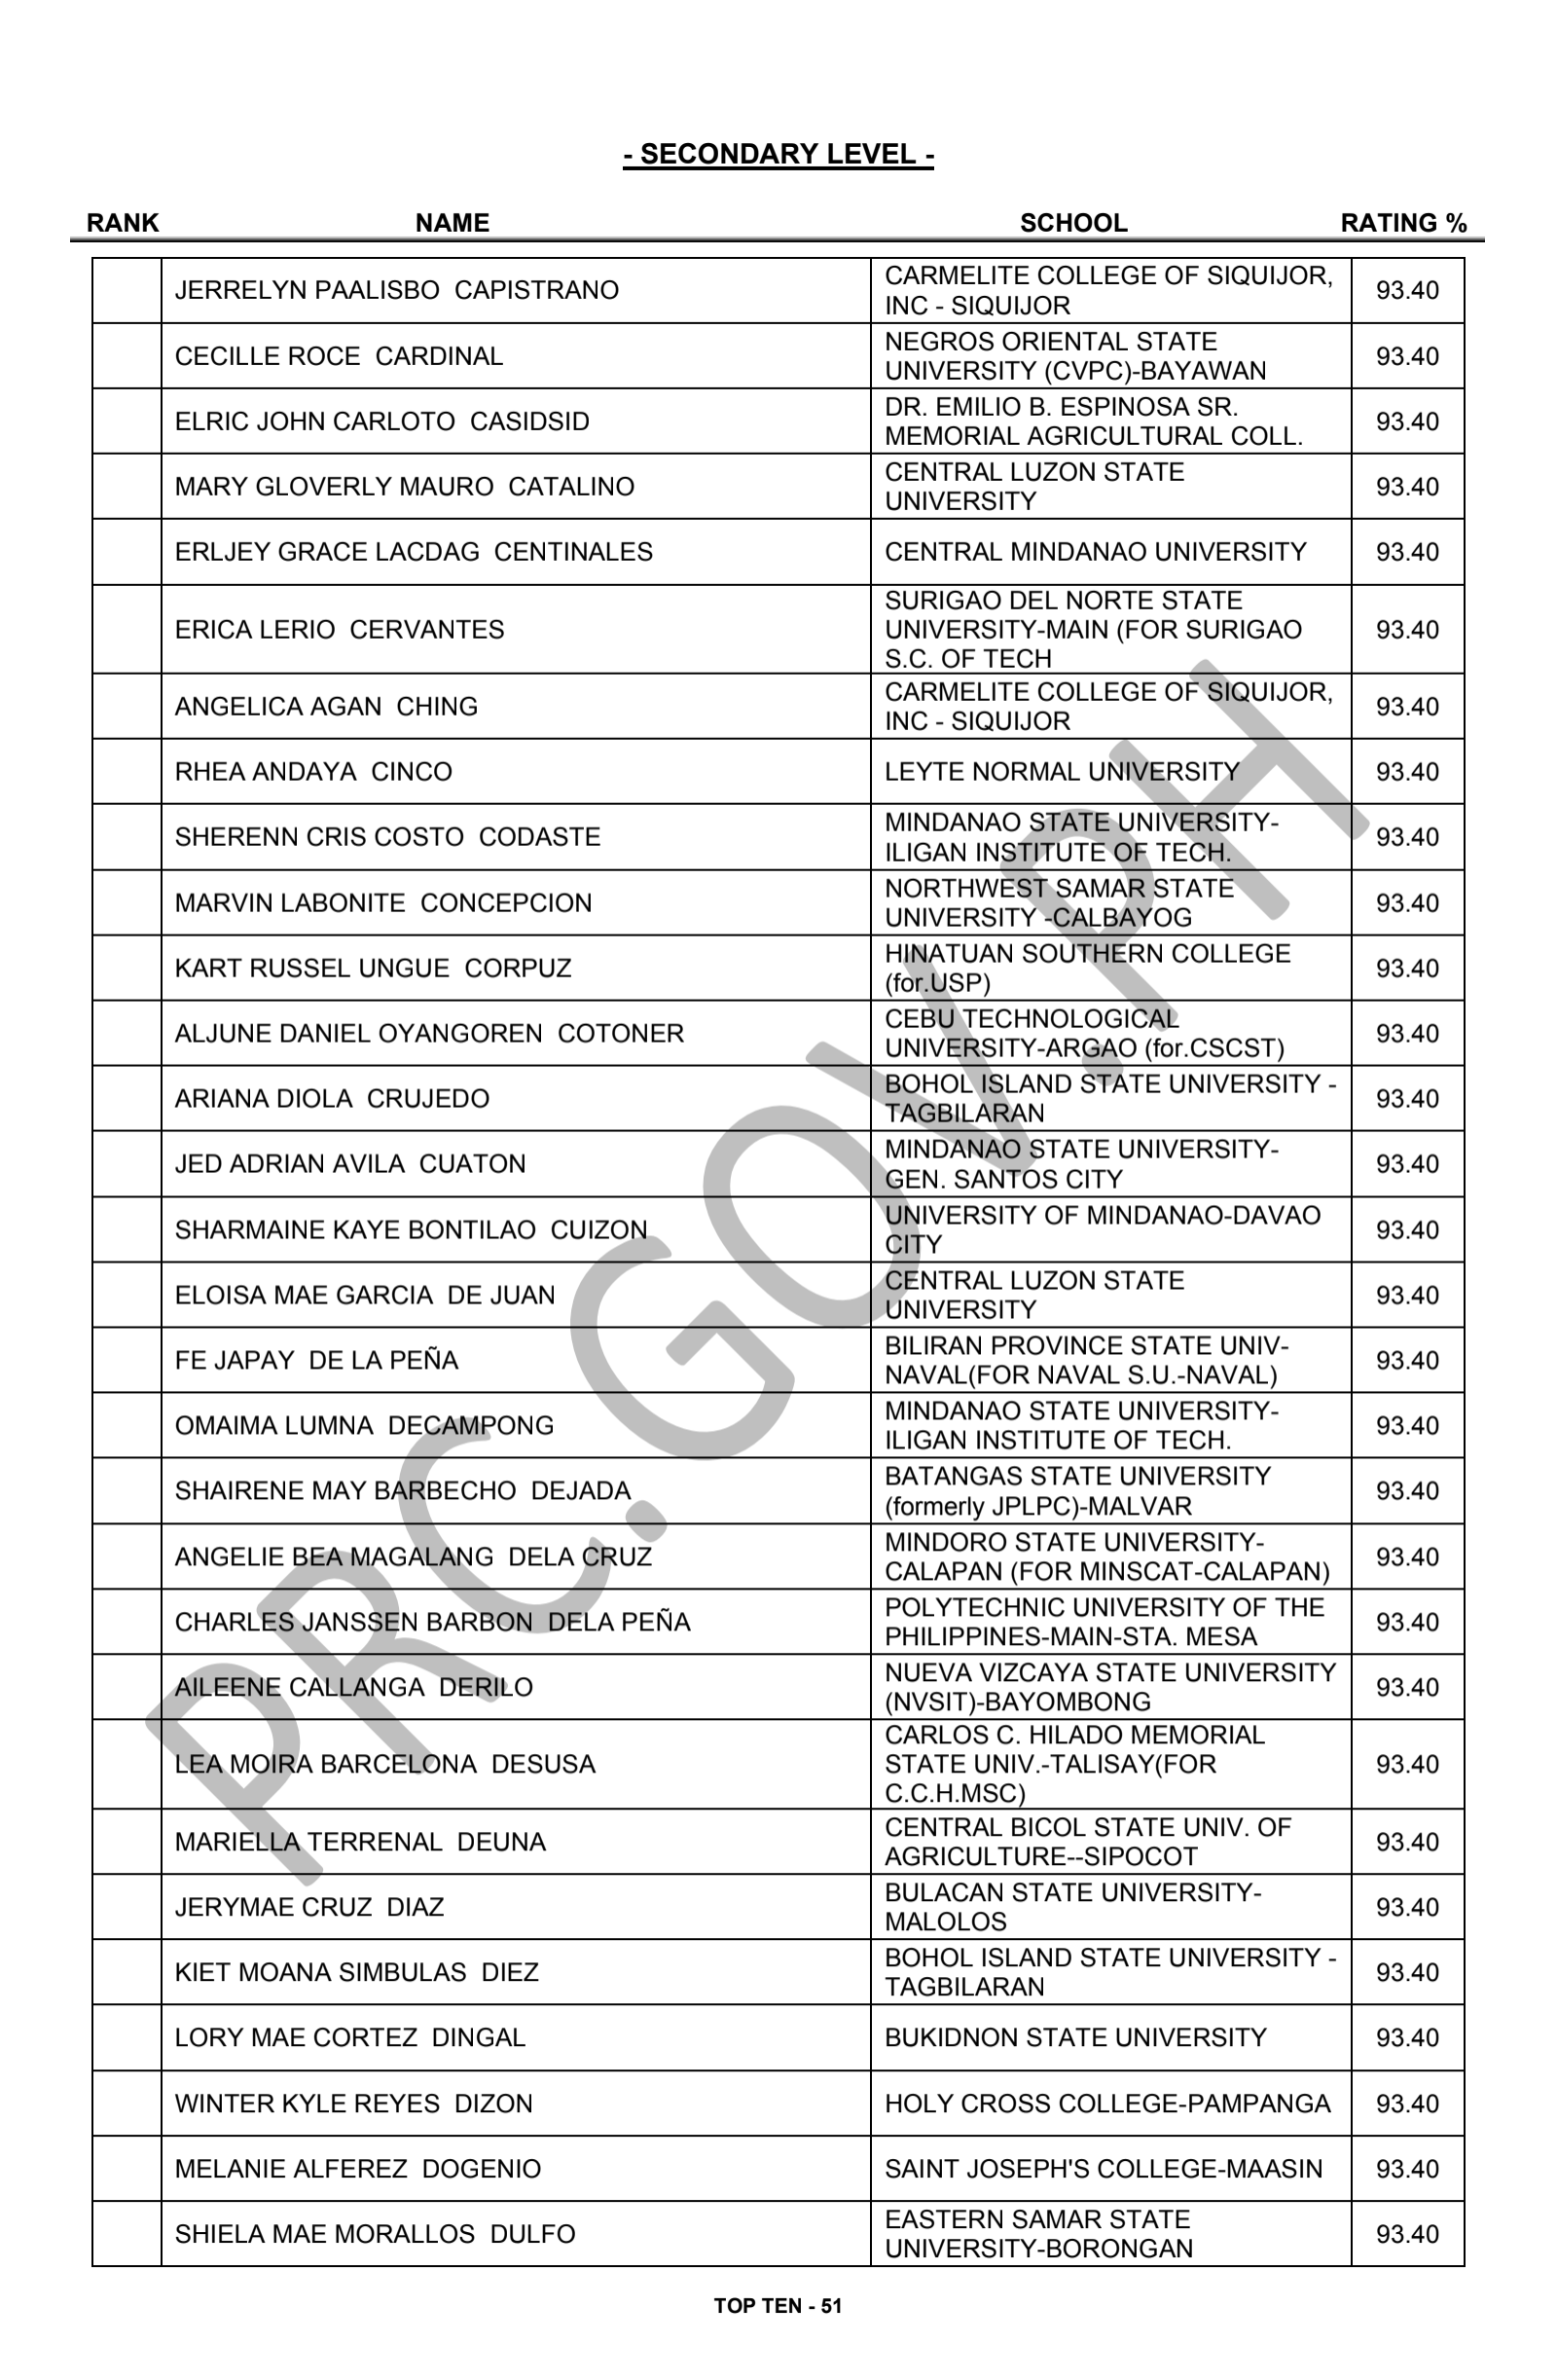 - SECONDARY LEVEL -
RANK NAME SCHOOL RATING %
JERRELYN PAALISBO CAPISTRANO CARMELITE COLLEGE OF SIQUIJOR, INC - SIQUIJOR 93.40
CECILLE ROCE CARDINAL NEGROS ORIENTAL STATE UNIVERSITY (CVPC)-BAYAWAN 93.40
ELRIC JOHN CARLOTO CASIDSID DR. EMILIO B. ESPINOSA SR. MEMORIAL AGRICULTURAL COLL. 93.40
MARY GLOVERLY MAURO CATALINO CENTRAL LUZON STATE UNIVERSITY 93.40
ERLJEY GRACE LACDAG CENTINALES CENTRAL MINDANAO UNIVERSITY 93.40
ERICA LERIO CERVANTES SURIGAO DEL NORTE STATE UNIVERSITY-MAIN (FOR SURIGAO S.C. OF TECH 93.40
ANGELICA AGAN CHING CARMELITE COLLEGE OF SIQUIJOR, INC - SIQUIJOR 93.40
RHEA ANDAYA CINCO LEYTE NORMAL UNIVERSITY 93.40
SHERENN CRIS COSTO CODASTE MINDANAO STATE UNIVERSITY- ILIGAN INSTITUTE OF TECH. 93.40
MARVIN LABONITE CONCEPCION NORTHWEST SAMAR STATE UNIVERSITY -CALBAYOG 93.40
KART RUSSEL UNGUE CORPUZ HINATUAN SOUTHERN COLLEGE (for.USP) 93.40
ALJUNE DANIEL OYANGOREN COTONER CEBU TECHNOLOGICAL UNIVERSITY-ARGAO (for.CSCST) 93.40
ARIANA DIOLA CRUJEDO BOHOL ISLAND STATE UNIVERSITY - TAGBILARAN 93.40
JED ADRIAN AVILA CUATON MINDANAO STATE UNIVERSITY- GEN. SANTOS CITY 93.40
SHARMAINE KAYE BONTILAO CUIZON UNIVERSITY OF MINDANAO-DAVAO CITY 93.40
ELOISA MAE GARCIA DE JUAN CENTRAL LUZON STATE UNIVERSITY 93.40
FE JAPAY DE LA PEÑA BILIRAN PROVINCE STATE UNIV- NAVAL(FOR NAVAL S.U.-NAVAL) 93.40
OMAIMA LUMNA DECAMPONG MINDANAO STATE UNIVERSITY- ILIGAN INSTITUTE OF TECH. 93.40
SHAIRENE MAY BARBECHO DEJADA BATANGAS STATE UNIVERSITY (formerly JPLPC)-MALVAR 93.40
ANGELIE BEA MAGALANG DELA CRUZ MINDORO STATE UNIVERSITY- CALAPAN (FOR MINSCAT-CALAPAN) 93.40
CHARLES JANSSEN BARBON DELA PEÑA POLYTECHNIC UNIVERSITY OF THE PHILIPPINES-MAIN-STA. MESA 93.40
AILEENE CALLANGA DERILO NUEVA VIZCAYA STATE UNIVERSITY (NVSIT)-BAYOMBONG 93.40
LEA MOIRA BARCELONA DESUSA CARLOS C. HILADO MEMORIAL STATE UNIV.-TALISAY(FOR C.C.H.MSC) 93.40
MARIELLA TERRENAL DEUNA CENTRAL BICOL STATE UNIV. OF AGRICULTURE--SIPOCOT 93.40
JERYMAE CRUZ DIAZ BULACAN STATE UNIVERSITY- MALOLOS 93.40
KIET MOANA SIMBULAS DIEZ BOHOL ISLAND STATE UNIVERSITY - TAGBILARAN 93.40
LORY MAE CORTEZ DINGAL BUKIDNON STATE UNIVERSITY 93.40
WINTER KYLE REYES DIZON HOLY CROSS COLLEGE-PAMPANGA 93.40
MELANIE ALFEREZ DOGENIO SAINT JOSEPH'S COLLEGE-MAASIN 93.40
SHIELA MAE MORALLOS DULFO EASTERN SAMAR STATE UNIVERSITY-BORONGAN 93.40
PRC.GOV.PH
TOP TEN - 51